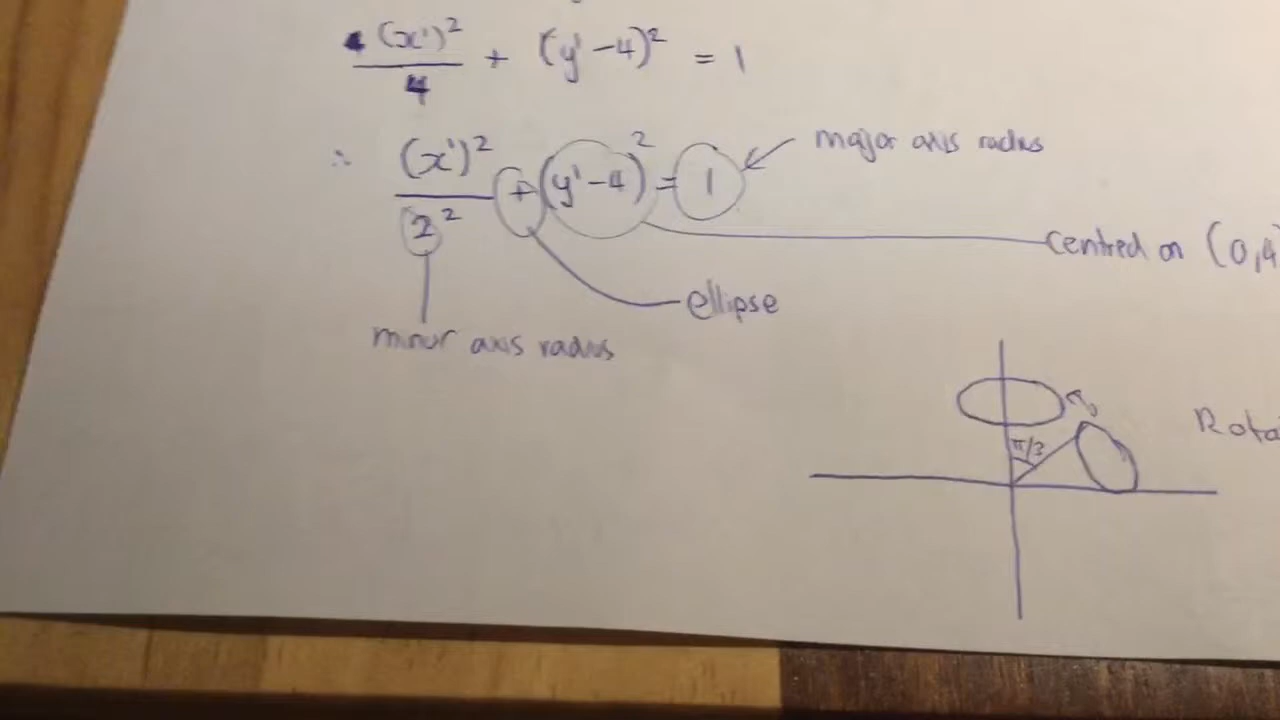 (x')²/4 + (y'-4)² = 1
∴ (x')²/2² + (y'-4)² = 1
major axis radius
centred on (0,4
ellipse
minor axis radius
π/3
Rota